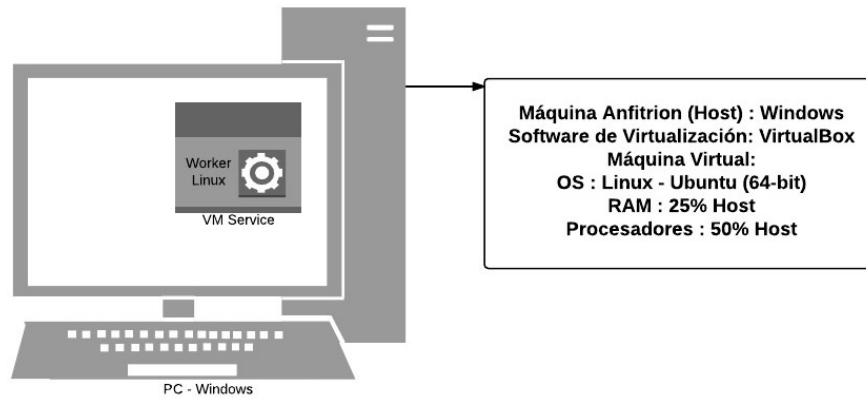 Worker
Linux
VM Service
PC - Windows
Máquina Anfitrion (Host) : Windows
Software de Virtualización: VirtualBox
Máquina Virtual:
OS : Linux - Ubuntu (64-bit)
RAM : 25% Host
Procesadores : 50% Host